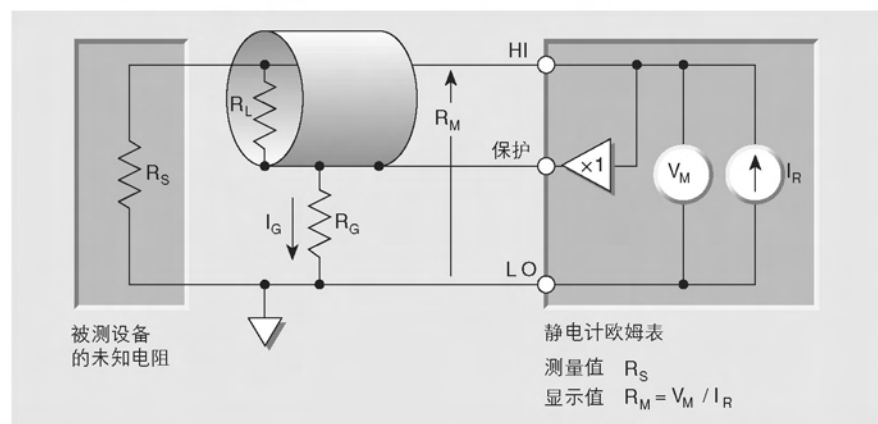 HI
R_L
R_M
保护
×1
V_M
I_R
R_S
I_G
R_G
LO
被测设备
的未知电阻
静电计欧姆表
测量值 R_S
显示值 R_M = V_M / I_R